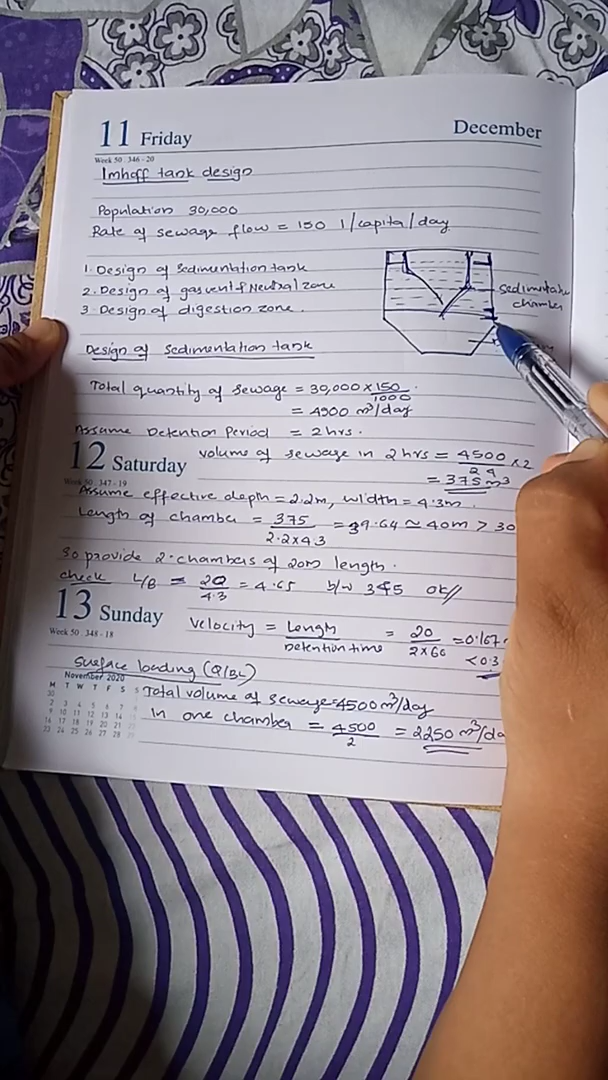 11 Friday December
Week 50 . 346 - 20
Imhoff tank design
Population 30,000
Rate of sewage flow = 150 l/capita/day
1. Design of Sedimentation tank
2. Design of gas vent & Neutral zone
3 Design of digestion zone.
Sedimentation
chamber
Design of Sedimentation tank
Total quantity of Sewage = 30,000 x 150/1000
= 4500 m³/day
Assume Detention Period = 2 hrs.
12 Saturday
Week 50 . 347 - 19
volume of sewage in 2 hrs = 4500/24 x 2
= 375 m³
Assume effective depth = 2.2m, width = 4.3m.
Length of chamber = 375/2.2x4.3 = 39.64 ≈ 40m > 30
So provide 2 chambers of 20m length.
check L/B = 20/4.3 = 4.65 b/w 3&5 ok//
13 Sunday
Week 50 . 348 - 18
velocity = Length/Detention time = 20/2x60 = 0.167
< 0.3
Surface loading (Q/BL)
November 2020
M T W T F S S
Total volume of sewage = 4500 m³/day
In one chamber = 4500/2 = 2250 m³/da